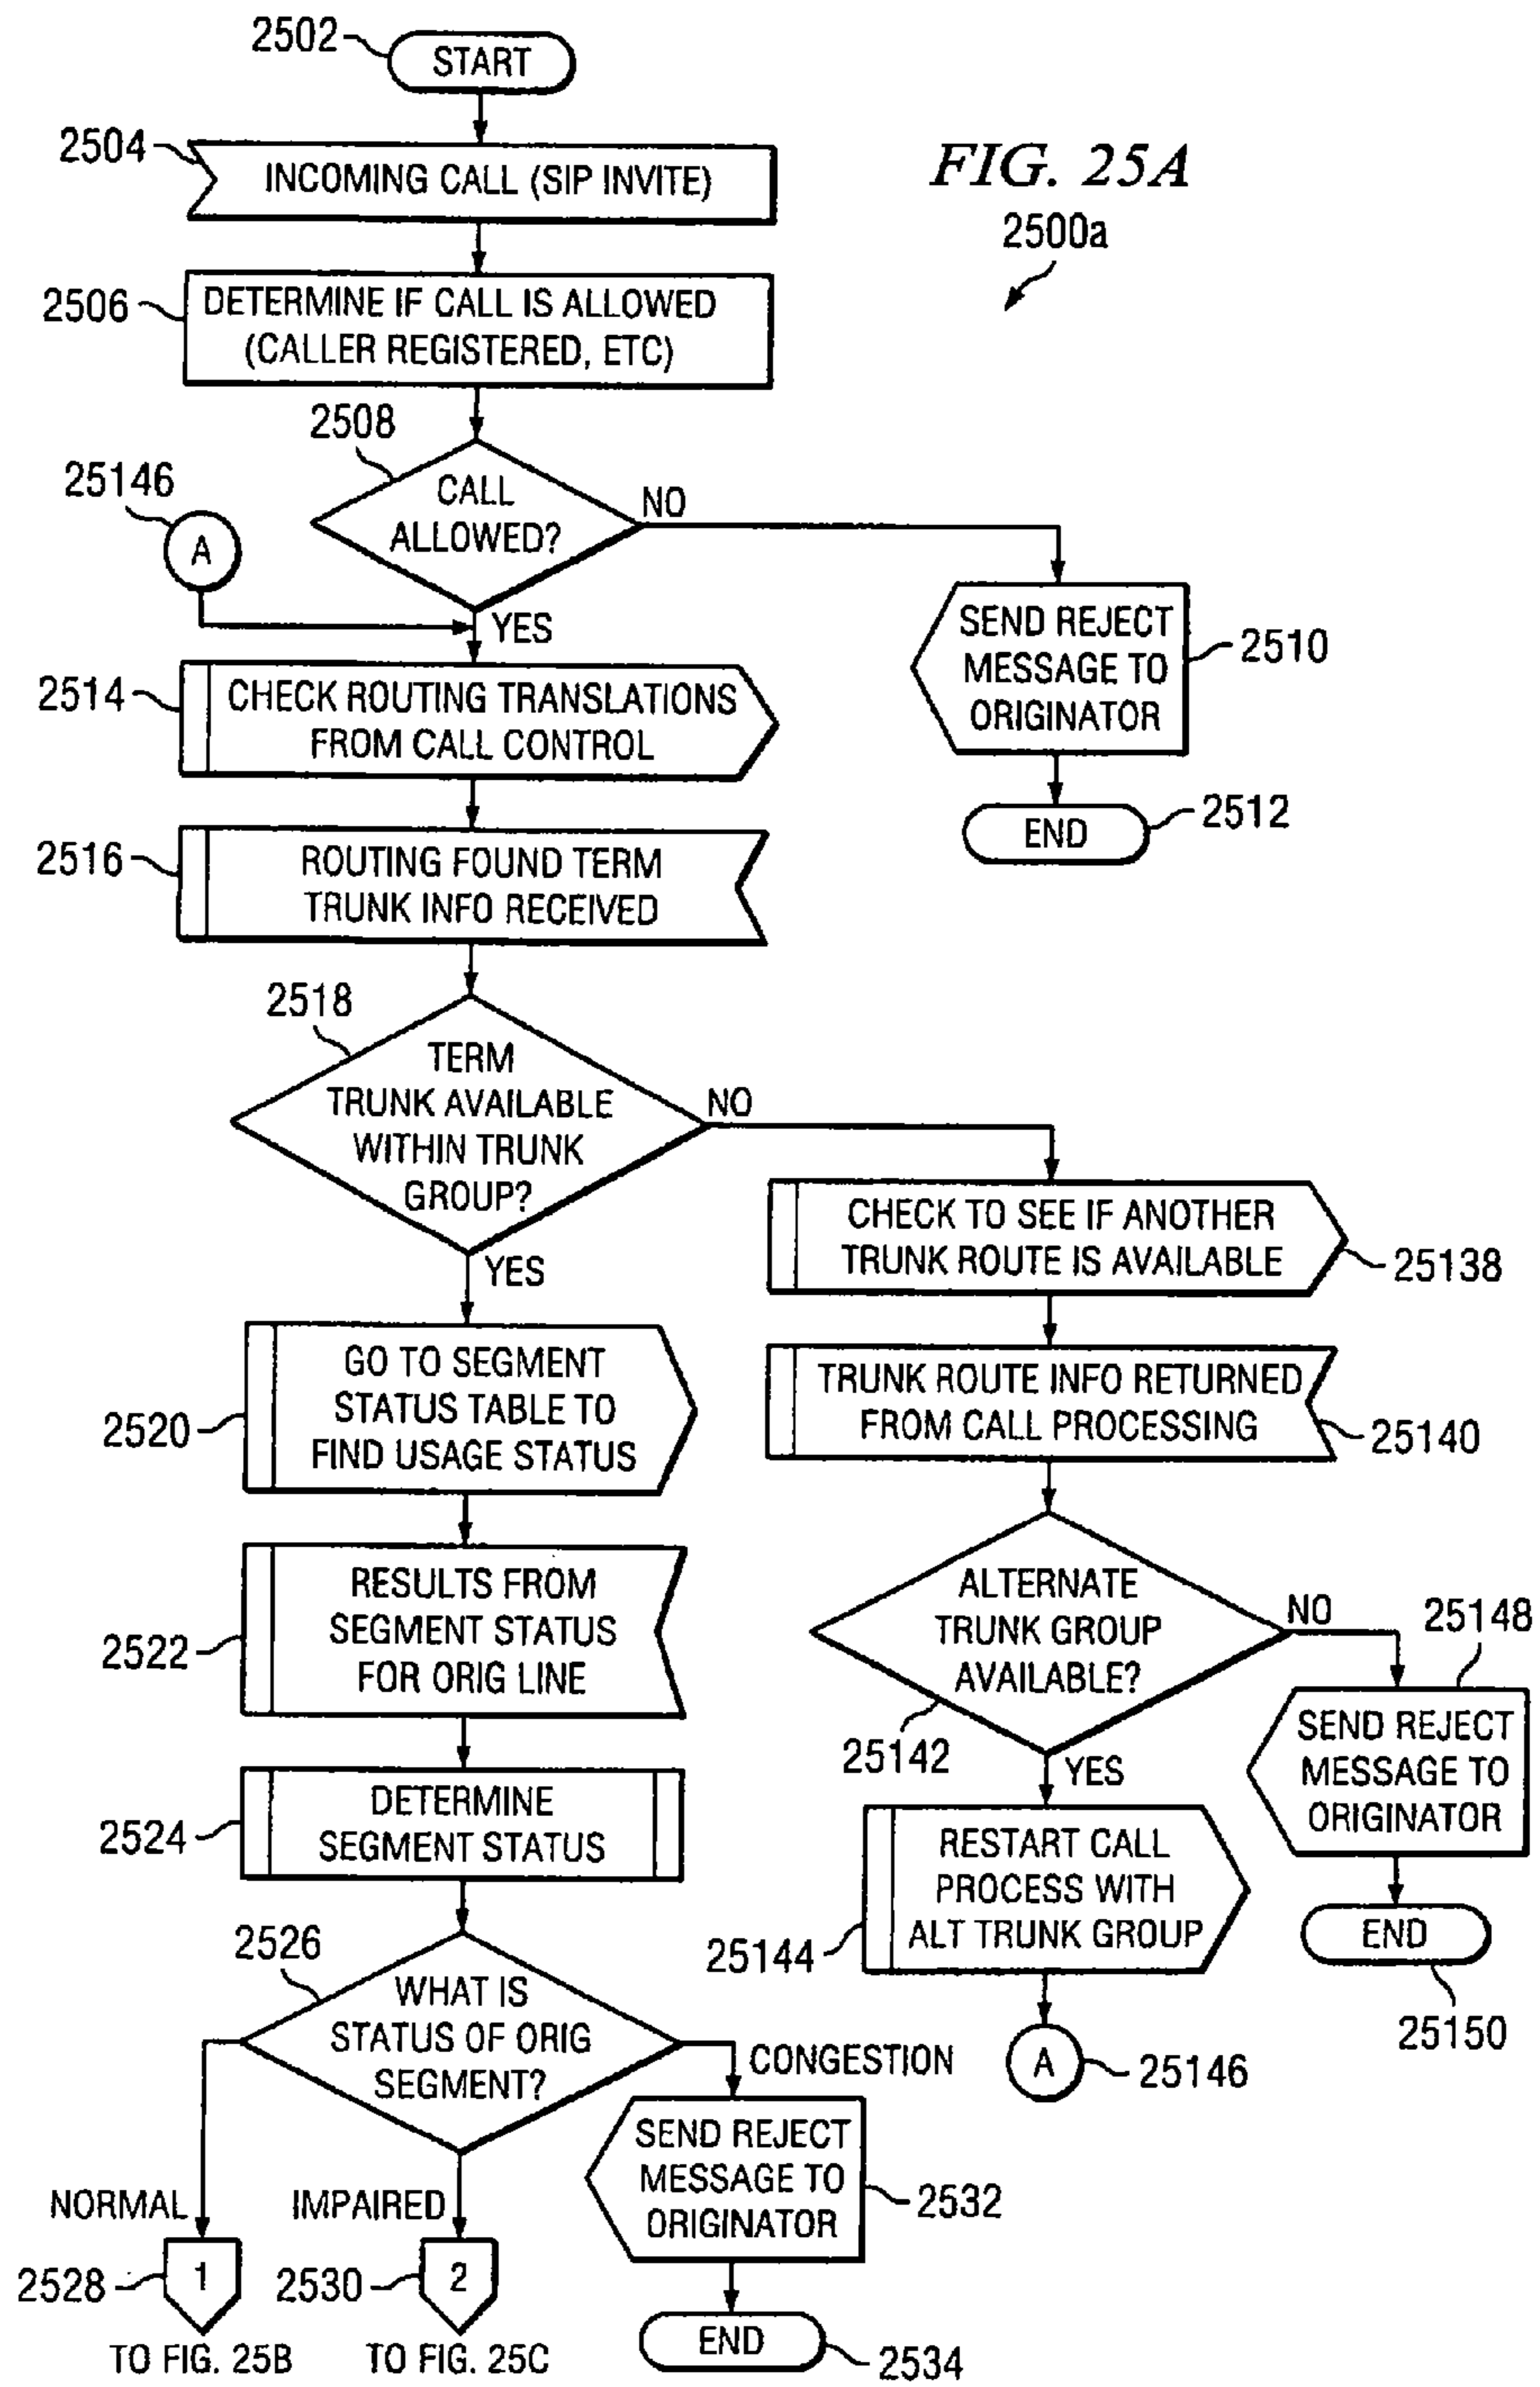 2502
START
2504
INCOMING CALL (SIP INVITE)
FIG. 25A
2500a
2506
DETERMINE IF CALL IS ALLOWED
(CALLER REGISTERED, ETC)
2508
CALL
ALLOWED?
NO
25146
A
YES
SEND REJECT
MESSAGE TO
ORIGINATOR
2510
END
2512
2514
CHECK ROUTING TRANSLATIONS
FROM CALL CONTROL
2516
ROUTING FOUND TERM
TRUNK INFO RECEIVED
2518
TERM
TRUNK AVAILABLE
WITHIN TRUNK
GROUP?
NO
YES
CHECK TO SEE IF ANOTHER
TRUNK ROUTE IS AVAILABLE
25138
2520
GO TO SEGMENT
STATUS TABLE TO
FIND USAGE STATUS
TRUNK ROUTE INFO RETURNED
FROM CALL PROCESSING
25140
2522
RESULTS FROM
SEGMENT STATUS
FOR ORIG LINE
ALTERNATE
TRUNK GROUP
AVAILABLE?
25142
NO
YES
25148
SEND REJECT
MESSAGE TO
ORIGINATOR
END
25150
2524
DETERMINE
SEGMENT STATUS
25144
RESTART CALL
PROCESS WITH
ALT TRUNK GROUP
A
25146
2526
WHAT IS
STATUS OF ORIG
SEGMENT?
CONGESTION
SEND REJECT
MESSAGE TO
ORIGINATOR
2532
END
2534
NORMAL
2528
1
TO FIG. 25B
IMPAIRED
2530
2
TO FIG. 25C